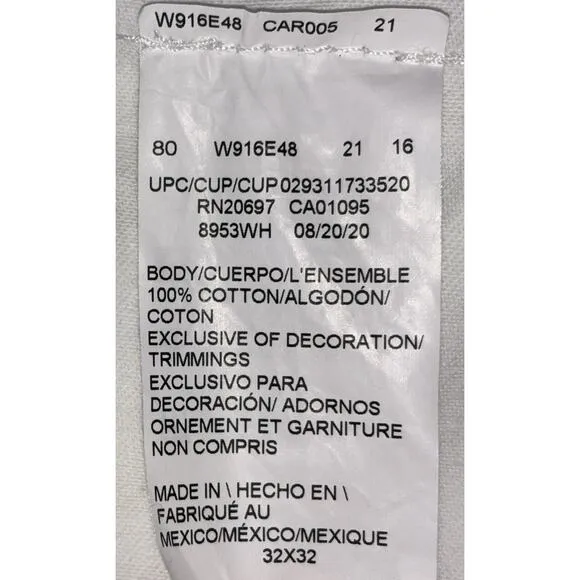 W916E48 CAR005 21
80 W916E48 21 16
UPC/CUP/CUP029311733520
RN20697 CA01095
8953WH 08/20/20
BODY/CUERPO/L'ENSEMBLE
100% COTTON/ALGODÓN/
COTON
EXCLUSIVE OF DECORATION/
TRIMMINGS
EXCLUSIVO PARA
DECORACIÓN/ ADORNOS
ORNEMENT ET GARNITURE
NON COMPRIS
MADE IN \ HECHO EN \
FABRIQUÉ AU
MEXICO/MÉXICO/MEXIQUE
32X32